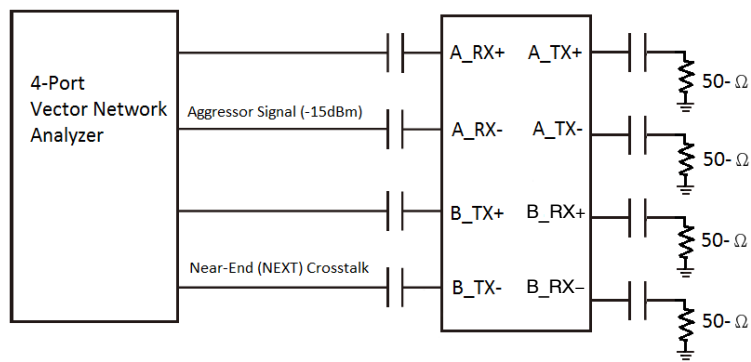 4-Port
Vector Network
Analyzer
Aggressor Signal (-15dBm)
Near-End (NEXT) Crosstalk
A_RX+ A_TX+
A_RX- A_TX-
B_TX+ B_RX+
B_TX- B_RX−
50- Ω
50- Ω
50- Ω
50- Ω